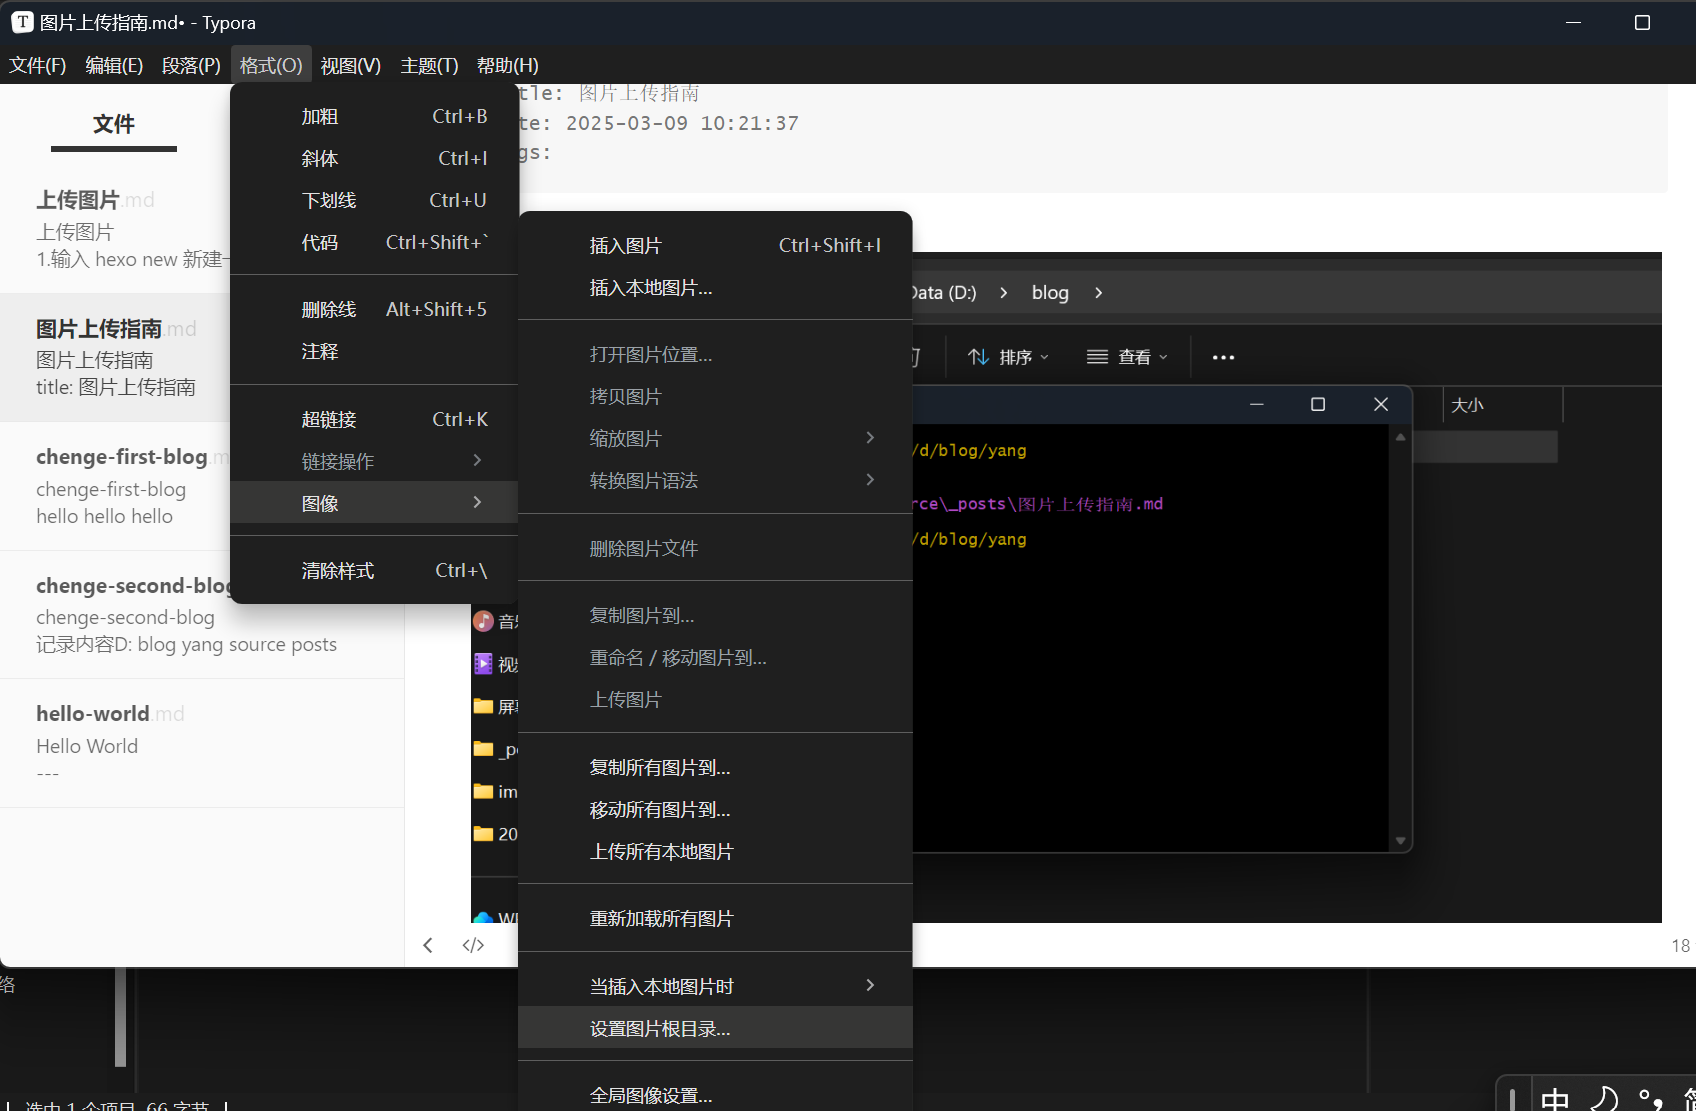 图片上传指南.md• - Typora
文件(F) 编辑(E) 段落(P) 格式(O) 视图(V) 主题(T) 帮助(H)
文件
上传图片.md
上传图片
1.输入 hexo new 新建
图片上传指南.md
图片上传指南
title: 图片上传指南
chenge-first-blog.m
chenge-first-blog
hello hello hello
chenge-second-blog
chenge-second-blog
记录内容D: blog yang source posts
hello-world.md
Hello World
---
加粗 Ctrl+B
斜体 Ctrl+I
下划线 Ctrl+U
代码 Ctrl+Shift+`
删除线 Alt+Shift+5
注释
超链接 Ctrl+K
链接操作
图像
清除样式 Ctrl+\
插入图片 Ctrl+Shift+I
插入本地图片...
打开图片位置...
拷贝图片
缩放图片
转换图片语法
删除图片文件
复制图片到...
重命名 / 移动图片到...
上传图片
复制所有图片到...
移动所有图片到...
上传所有本地图片
重新加载所有图片
当插入本地图片时
设置图片根目录...
全局图像设置...
tle: 图片上传指南
te: 2025-03-09 10:21:37
gs:
Data (D:) > blog >
排序 查看 ...
大小
/d/blog/yang
rce\_posts\图片上传指南.md
/d/blog/yang
音
视
屏
_p
im
20
W
</>
18
络
选中 1 个项目 66 字节
中
简